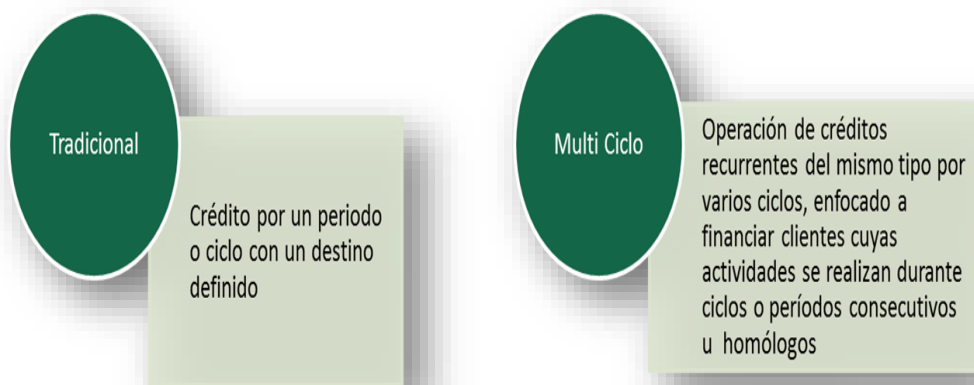 Tradicional
Crédito por un periodo
o ciclo con un destino
definido
Multi Ciclo
Operación de créditos
recurrentes del mismo tipo por
varios ciclos, enfocado a
financiar clientes cuyas
actividades se realizan durante
ciclos o períodos consecutivos
u homólogos